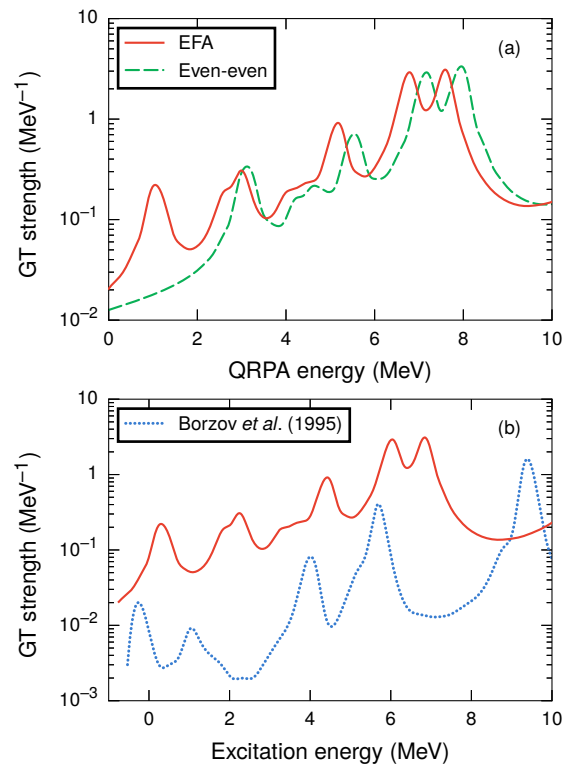 10
1
10⁻¹
10⁻²
GT strength (MeV⁻¹)
EFA
Even-even
(a)
0 2 4 6 8 10
QRPA energy (MeV)
10
1
10⁻¹
10⁻²
10⁻³
GT strength (MeV⁻¹)
Borzov et al. (1995)
(b)
0 2 4 6 8 10
Excitation energy (MeV)